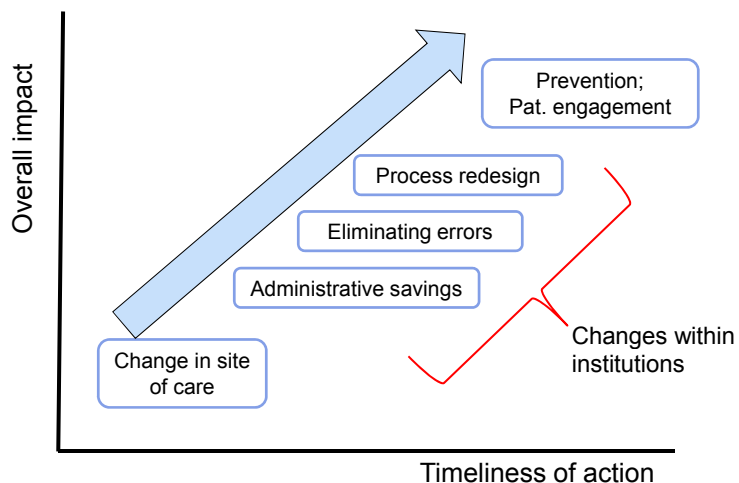 Overall impact
Prevention;
Pat. engagement
Process redesign
Eliminating errors
Administrative savings
Change in site
of care
Changes within
institutions
Timeliness of action